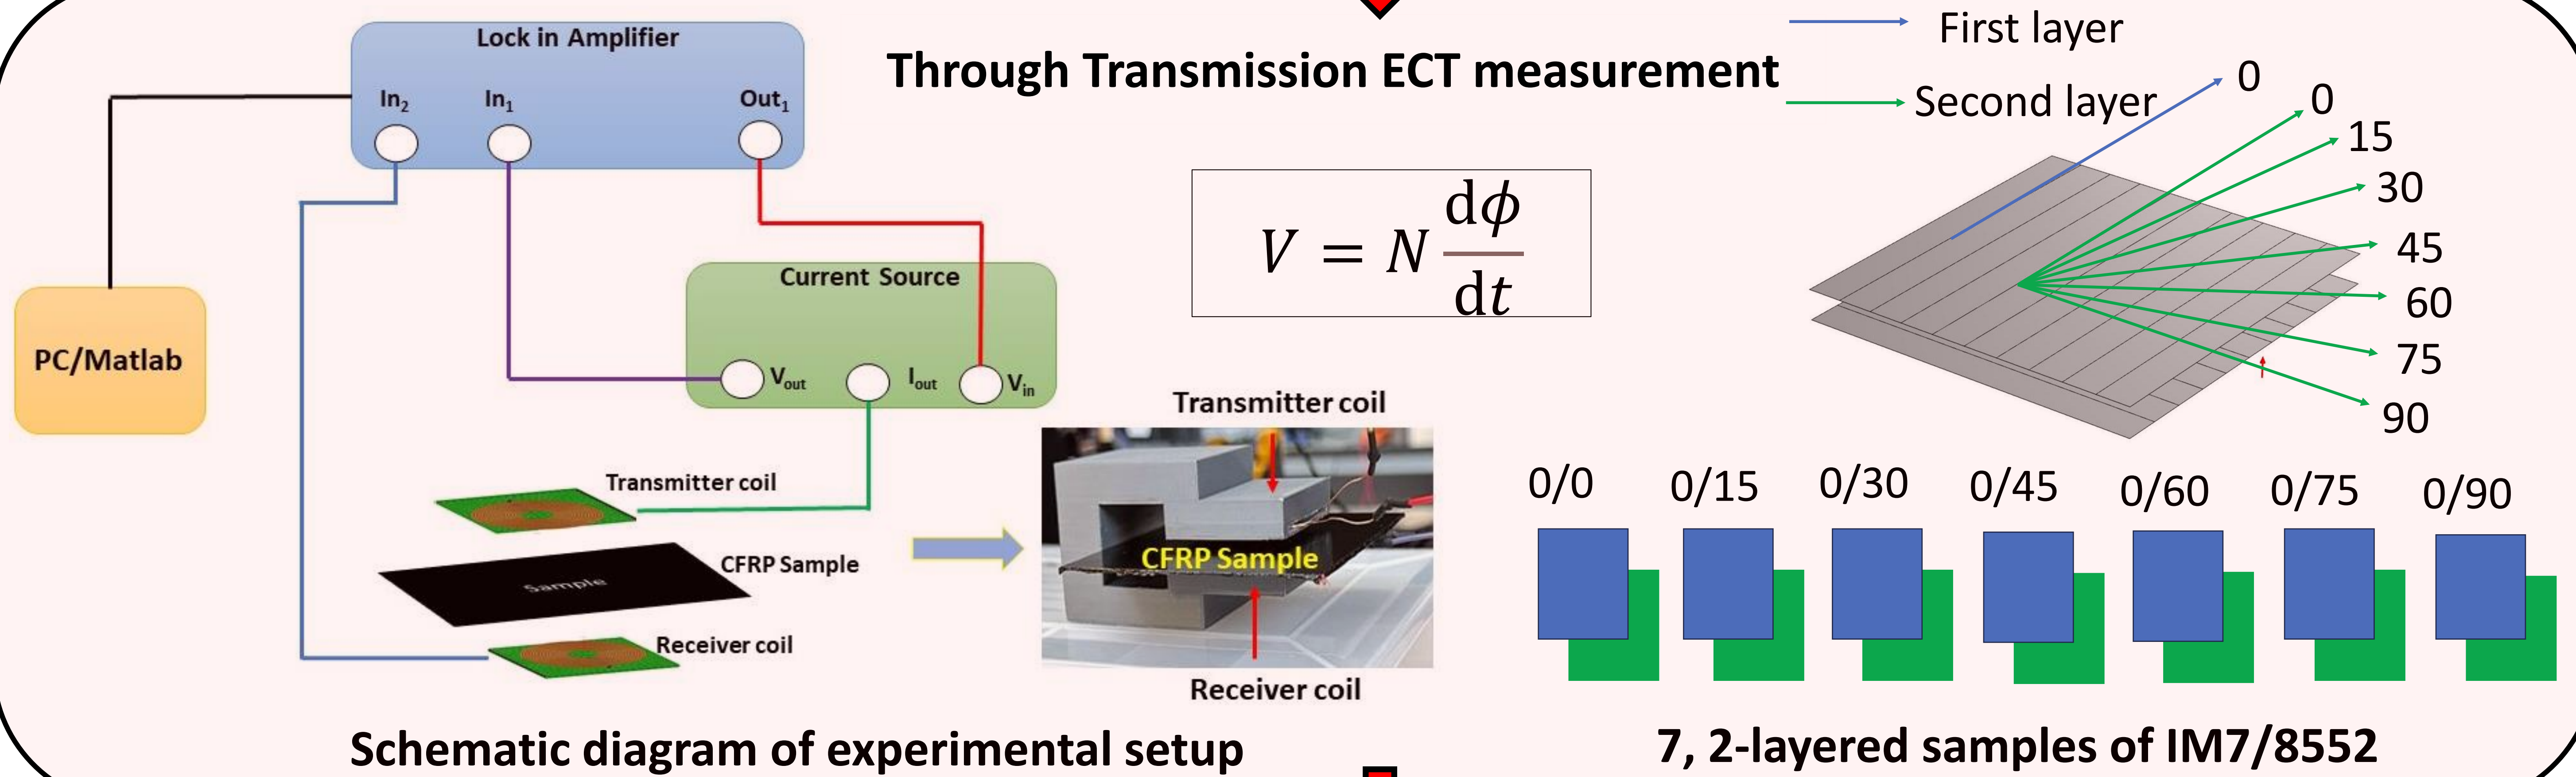 Lock in Amplifier
In₂
In₁
Out₁
PC/Matlab
Current Source
V_out
I_out
V_in
Transmitter coil
CFRP Sample
Sample
Receiver coil
Through Transmission ECT measurement
V = N dϕ/dt
Transmitter coil
CFRP Sample
Receiver coil
Schematic diagram of experimental setup
First layer
Second layer
0
0
15
30
45
60
75
90
0/0 0/15 0/30 0/45 0/60 0/75 0/90
7, 2-layered samples of IM7/8552